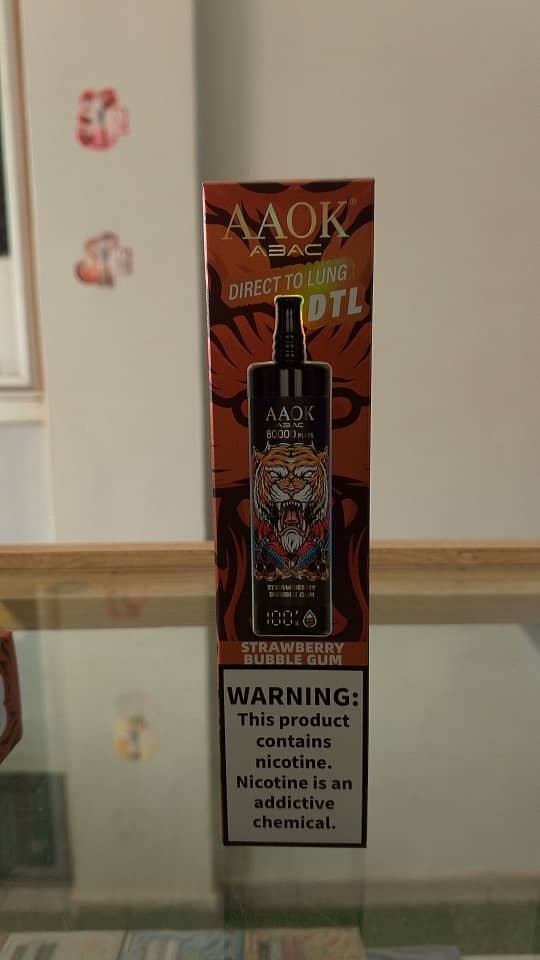 AAOK®
ABAC
DIRECT TO LUNG
DTL
AAOK
ABAC
80000 PUFFS
STRAWBERRY
BUBBLE GUM
100%
STRAWBERRY
BUBBLE GUM
WARNING:
This product
contains
nicotine.
Nicotine is an
addictive
chemical.